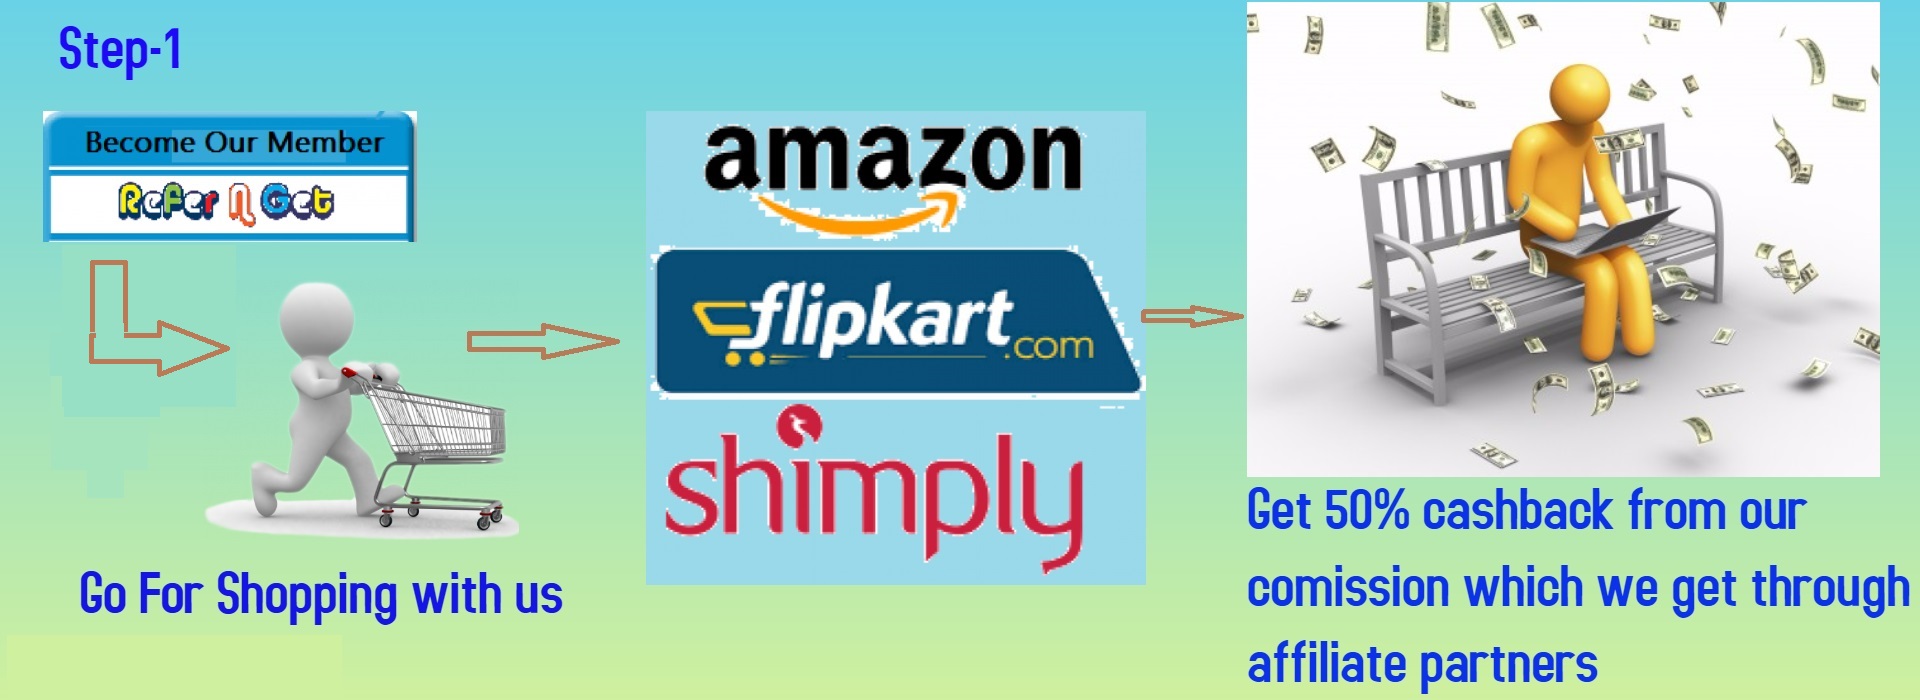 Step-1
Become Our Member
Refer n Get
Go For Shopping with us
amazon
flipkart.com
shimply
Get 50% cashback from our
comission which we get through
affiliate partners